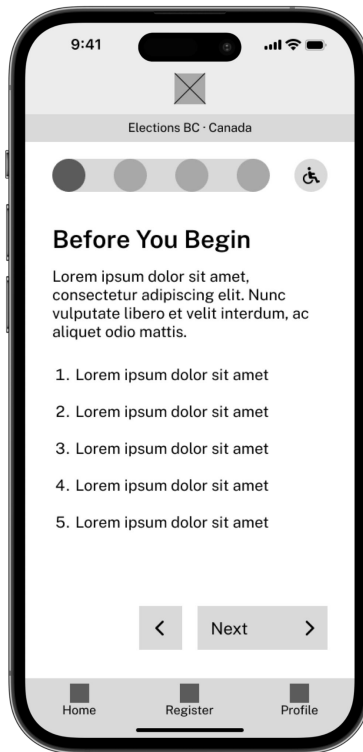 9:41
Elections BC · Canada
Before You Begin
Lorem ipsum dolor sit amet,
consectetur adipiscing elit. Nunc
vulputate libero et velit interdum, ac
aliquet odio mattis.
1. Lorem ipsum dolor sit amet
2. Lorem ipsum dolor sit amet
3. Lorem ipsum dolor sit amet
4. Lorem ipsum dolor sit amet
5. Lorem ipsum dolor sit amet
Next
Home Register Profile